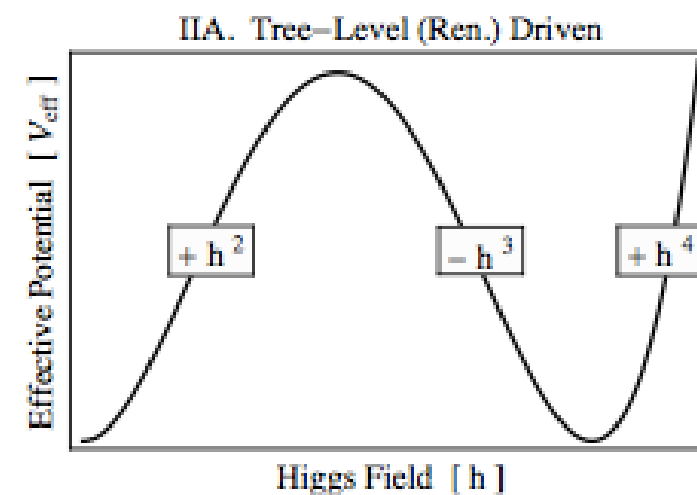 IIA. Tree-Level (Ren.) Driven
Effective Potential [ V_eff ]
+ h^2
- h^3
+ h^4
Higgs Field [ h ]